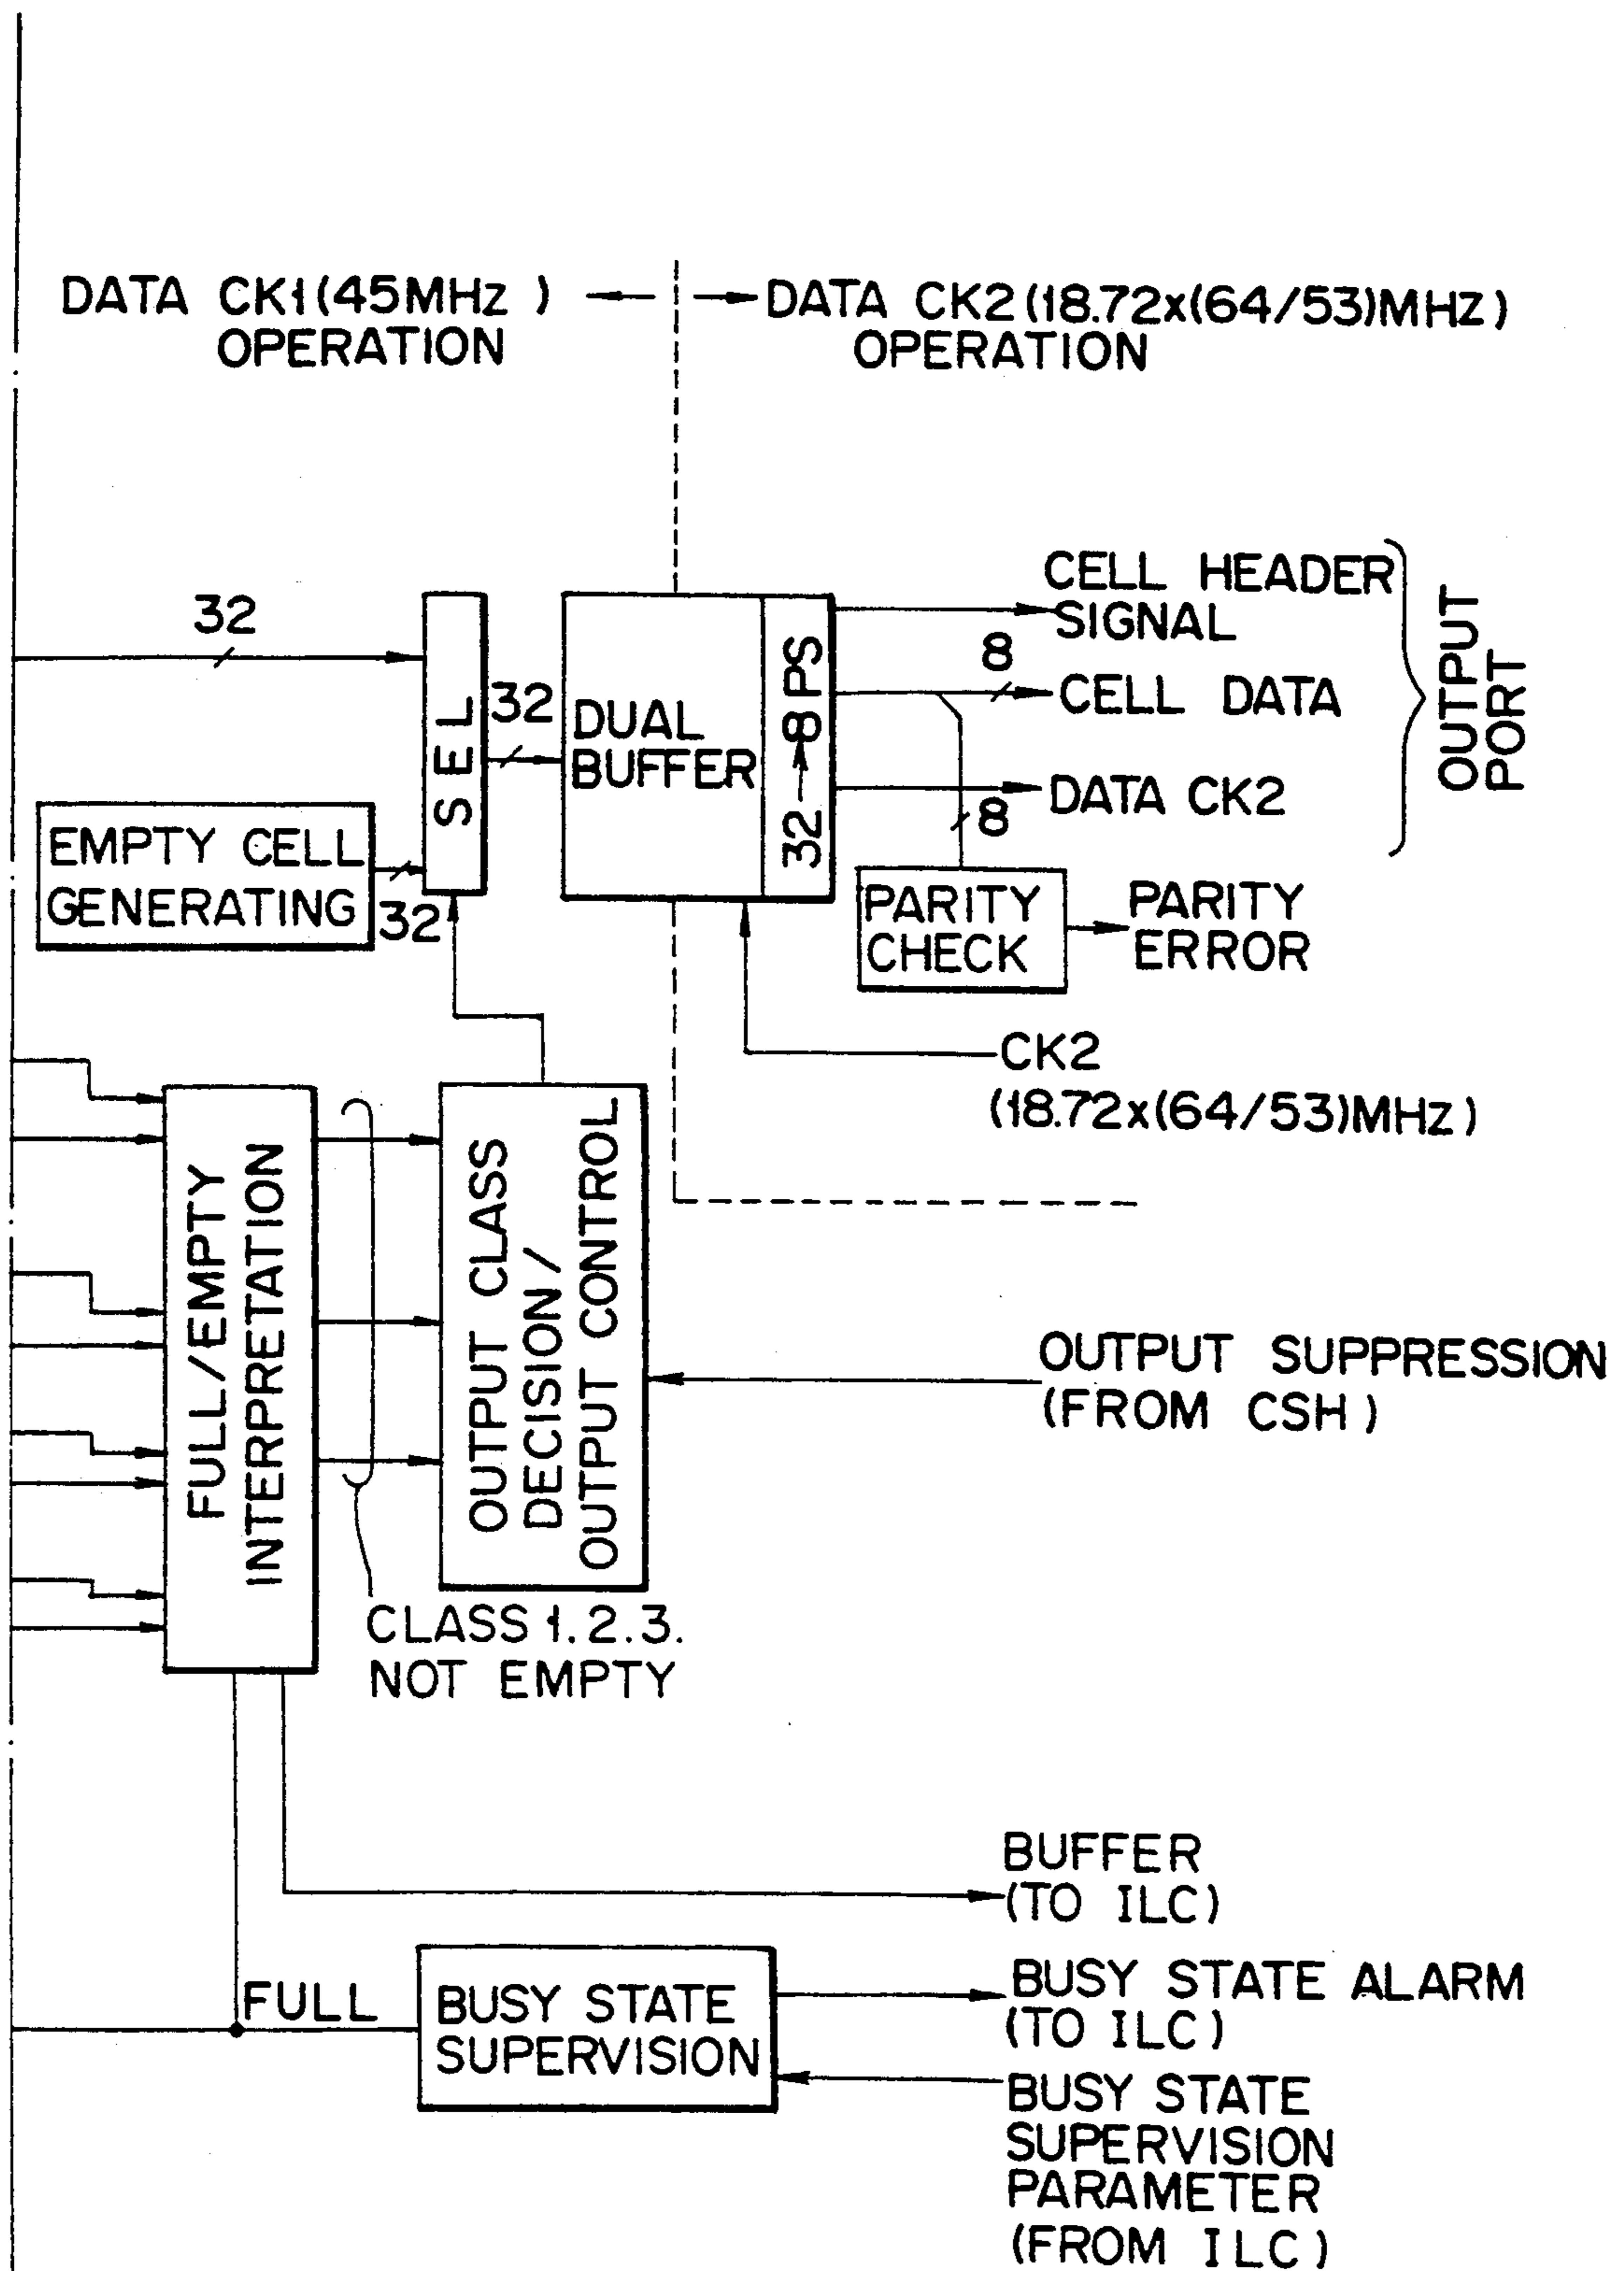 DATA CK1(45MHz)
OPERATION
DATA CK2(18.72x(64/53)MHZ)
OPERATION
32
SEL
32
DUAL
BUFFER
32→8 PS
CELL HEADER
SIGNAL
8
CELL DATA
DATA CK2
8
OUTPUT
PORT
EMPTY CELL
GENERATING
32
PARITY
CHECK
PARITY
ERROR
CK2
(18.72x(64/53)MHZ)
FULL/EMPTY
INTERPRETATION
OUTPUT CLASS
DECISION/
OUTPUT CONTROL
OUTPUT SUPPRESSION
(FROM CSH)
CLASS 1.2.3.
NOT EMPTY
BUFFER
(TO ILC)
FULL
BUSY STATE
SUPERVISION
BUSY STATE ALARM
(TO ILC)
BUSY STATE
SUPERVISION
PARAMETER
(FROM ILC)